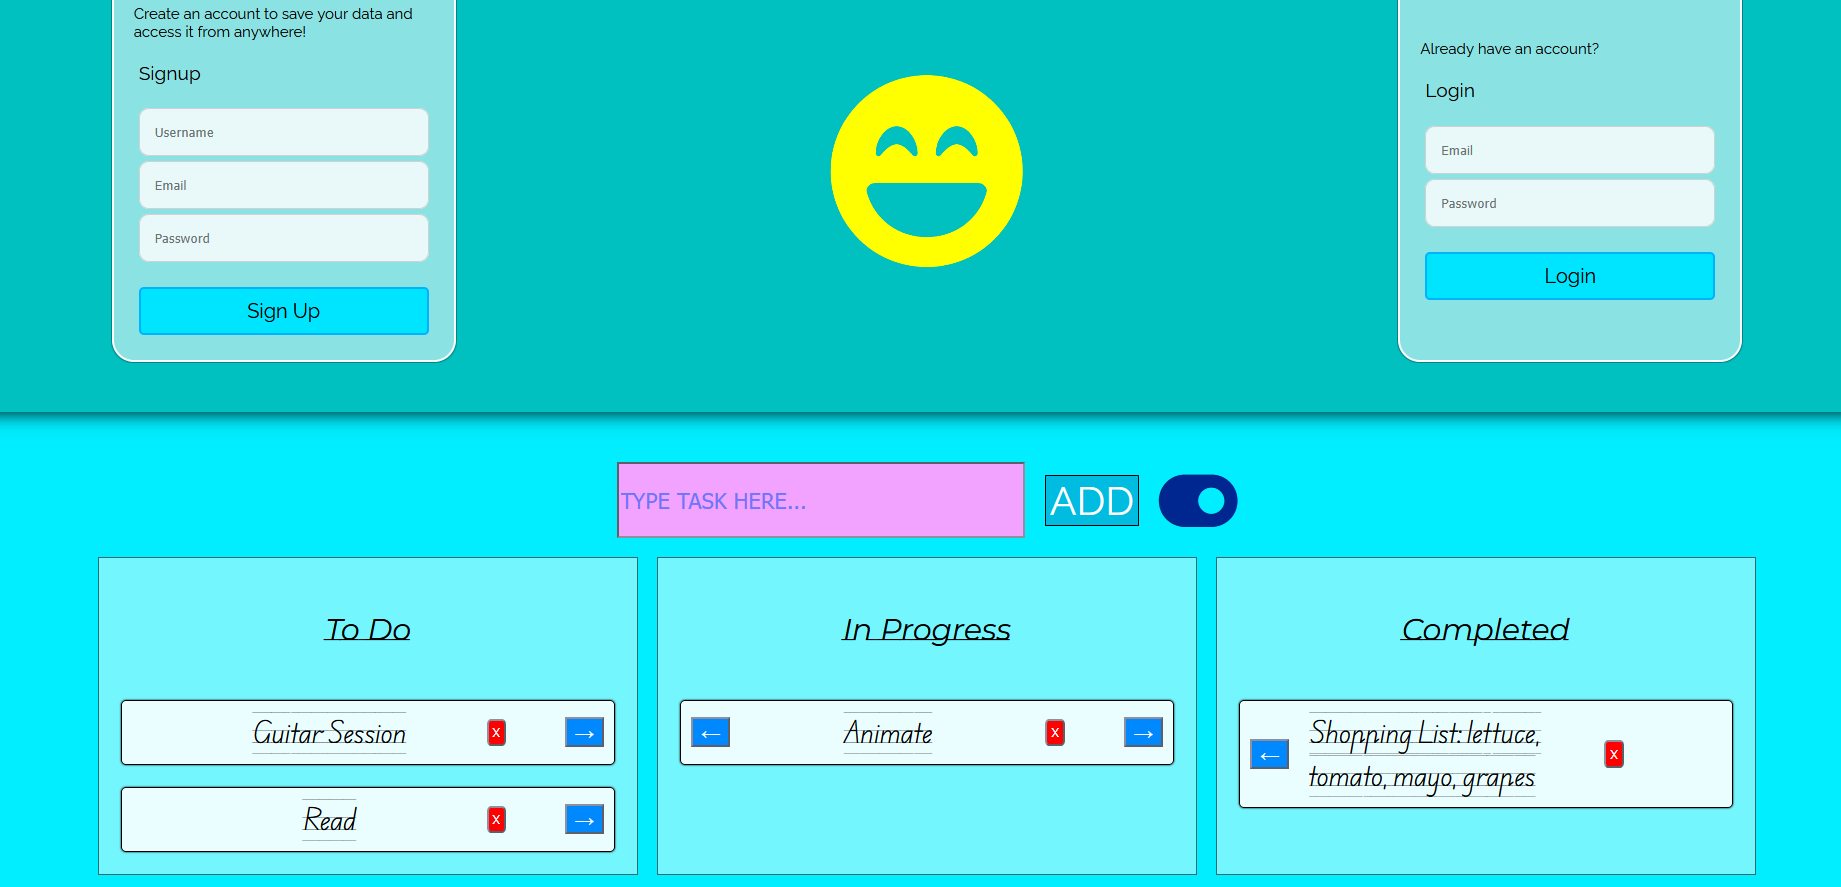 Create an account to save your data and
access it from anywhere!
Signup
Username
Email
Password
Sign Up
Already have an account?
Login
Email
Password
Login
TYPE TASK HERE...
ADD
To Do
Guitar Session
x
→
Read
x
→
In Progress
←
Animate
x
→
Completed
←
Shopping List: lettuce,
tomato, mayo, grapes
x